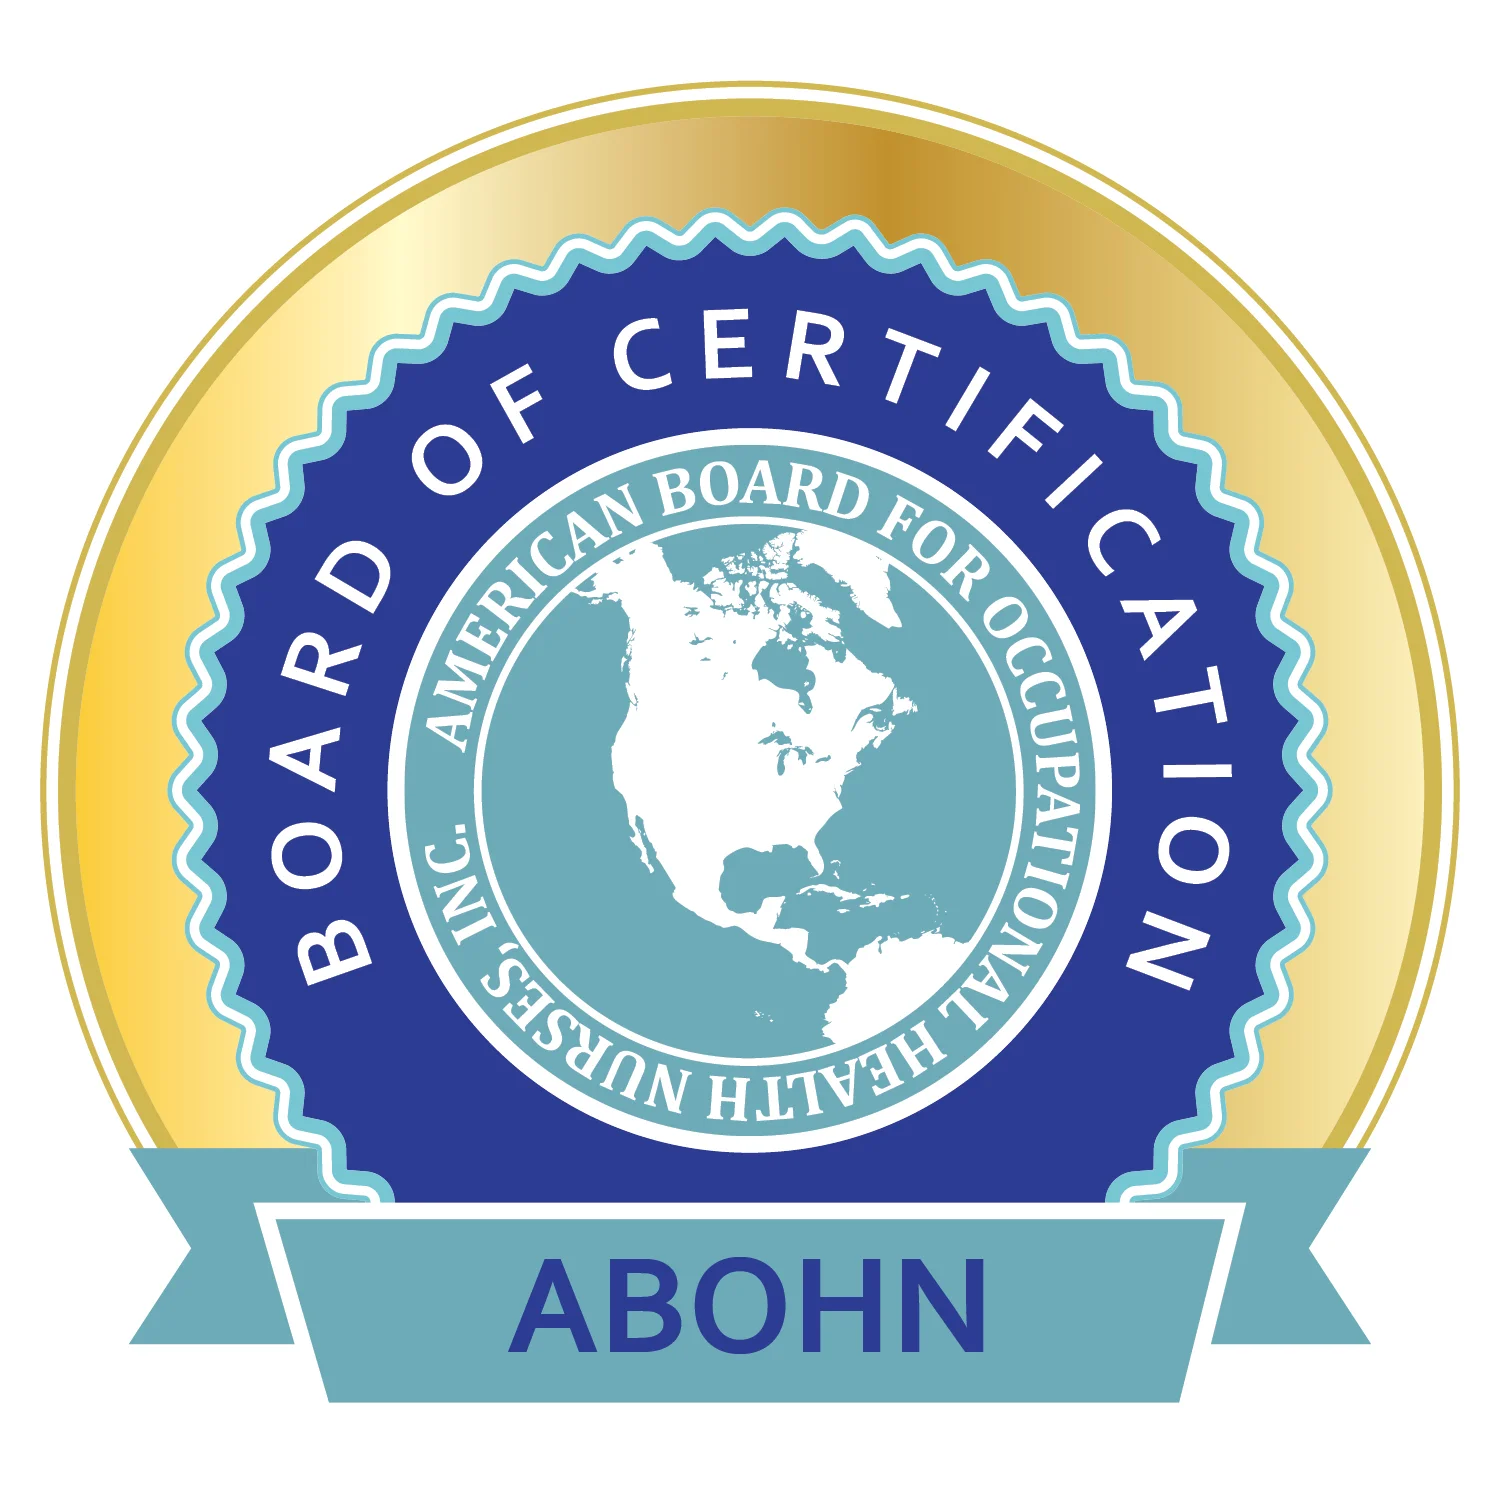 BOARD OF CERTIFICATION
AMERICAN BOARD FOR OCCUPATIONAL HEALTH NURSES, INC.
ABOHN